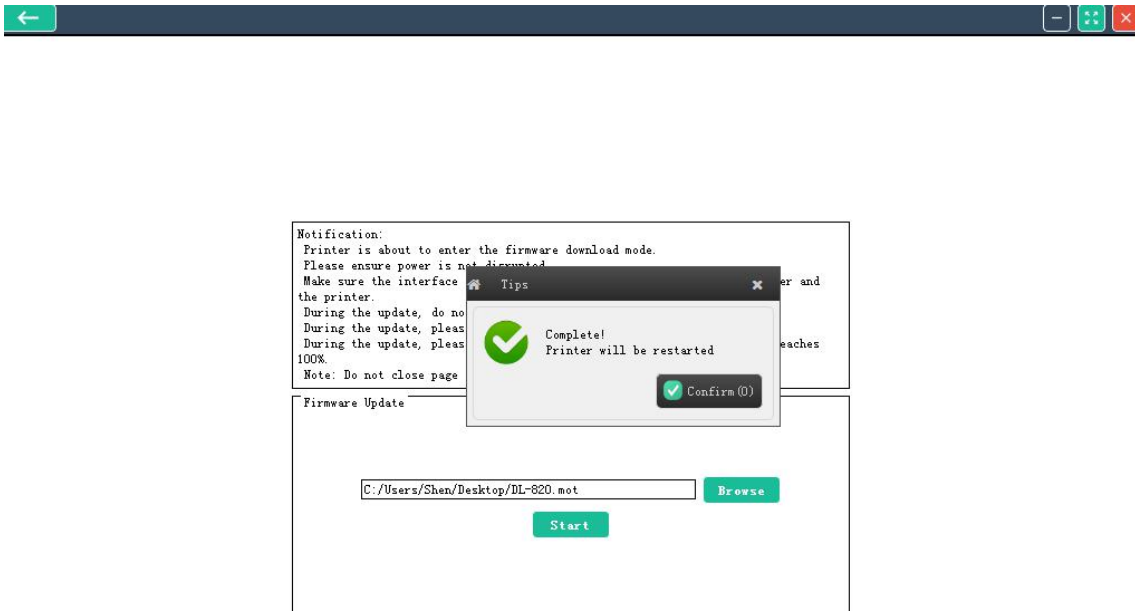 Notification:
Printer is about to enter the firmware download mode.
Please ensure power is not disrupted
Make sure the interface
er and
the printer.
During the update, do no
During the update, pleas
During the update, pleas
eaches
100%.
Note: Do not close page
Tips
Complete!
Printer will be restarted
Confirm(O)
Firmware Update
C:/Users/Shen/Desktop/DL-820.mot
Browse
Start